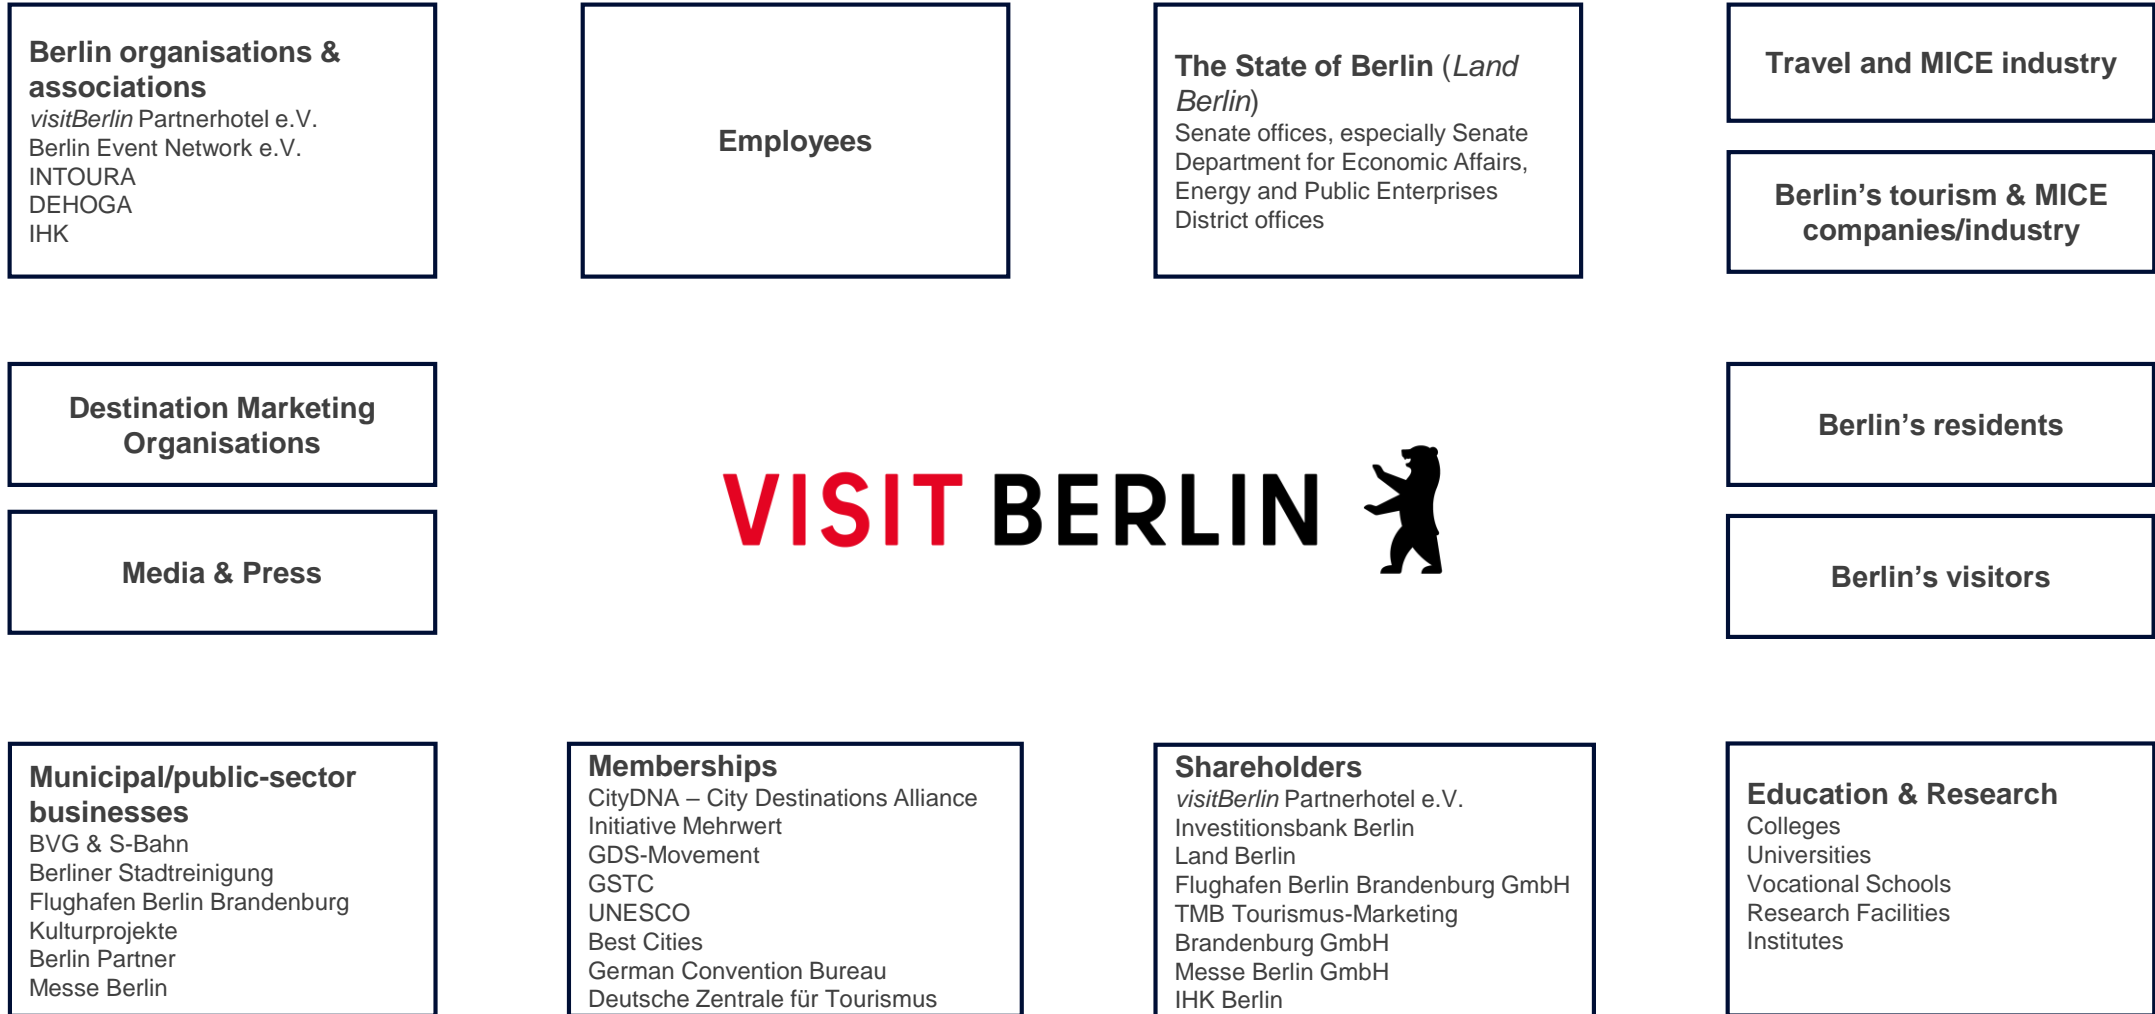 Berlin organisations &
associations
visitBerlin Partnerhotel e.V.
Berlin Event Network e.V.
INTOURA
DEHOGA
IHK
Employees
The State of Berlin (Land
Berlin)
Senate offices, especially Senate
Department for Economic Affairs,
Energy and Public Enterprises
District offices
Travel and MICE industry
Berlin’s tourism & MICE
companies/industry
Destination Marketing
Organisations
Media & Press
VISIT BERLIN
Berlin’s residents
Berlin’s visitors
Municipal/public-sector
businesses
BVG & S-Bahn
Berliner Stadtreinigung
Flughafen Berlin Brandenburg
Kulturprojekte
Berlin Partner
Messe Berlin
Memberships
CityDNA – City Destinations Alliance
Initiative Mehrwert
GDS-Movement
GSTC
UNESCO
Best Cities
German Convention Bureau
Deutsche Zentrale für Tourismus
Shareholders
visitBerlin Partnerhotel e.V.
Investitionsbank Berlin
Land Berlin
Flughafen Berlin Brandenburg GmbH
TMB Tourismus-Marketing
Brandenburg GmbH
Messe Berlin GmbH
IHK Berlin
Education & Research
Colleges
Universities
Vocational Schools
Research Facilities
Institutes